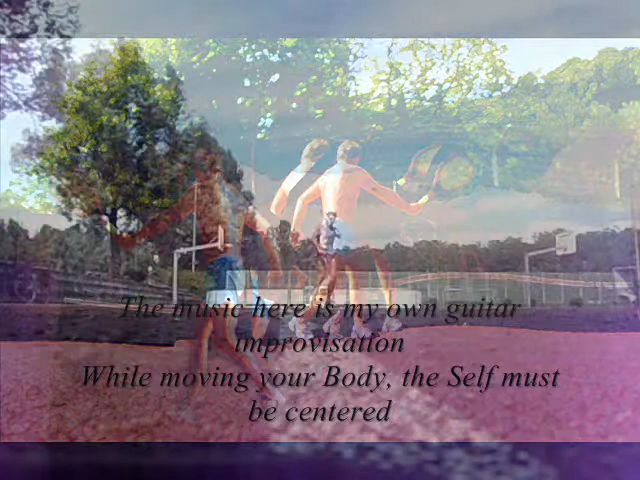 The music here is my own guitar
improvisation
While moving your Body, the Self must
be centered